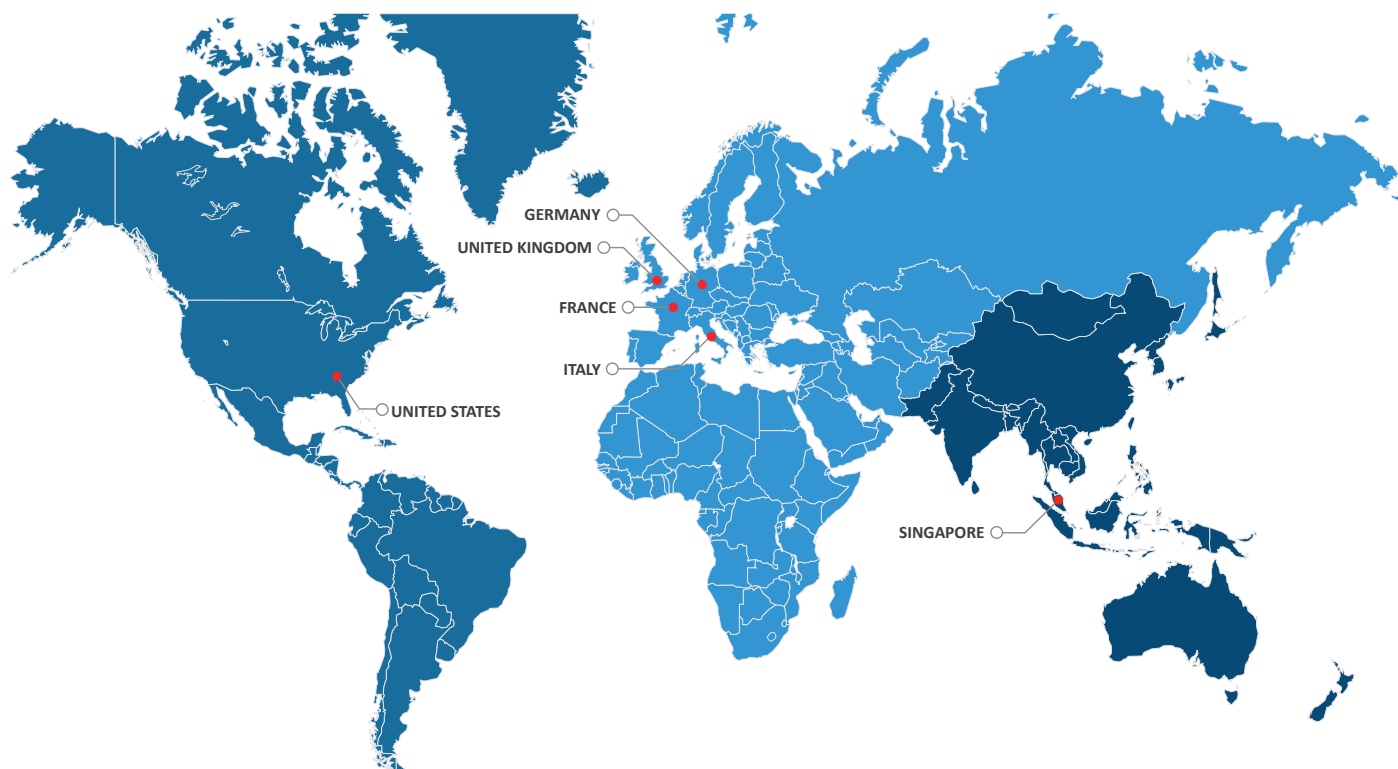 GERMANY
UNITED KINGDOM
FRANCE
ITALY
UNITED STATES
SINGAPORE